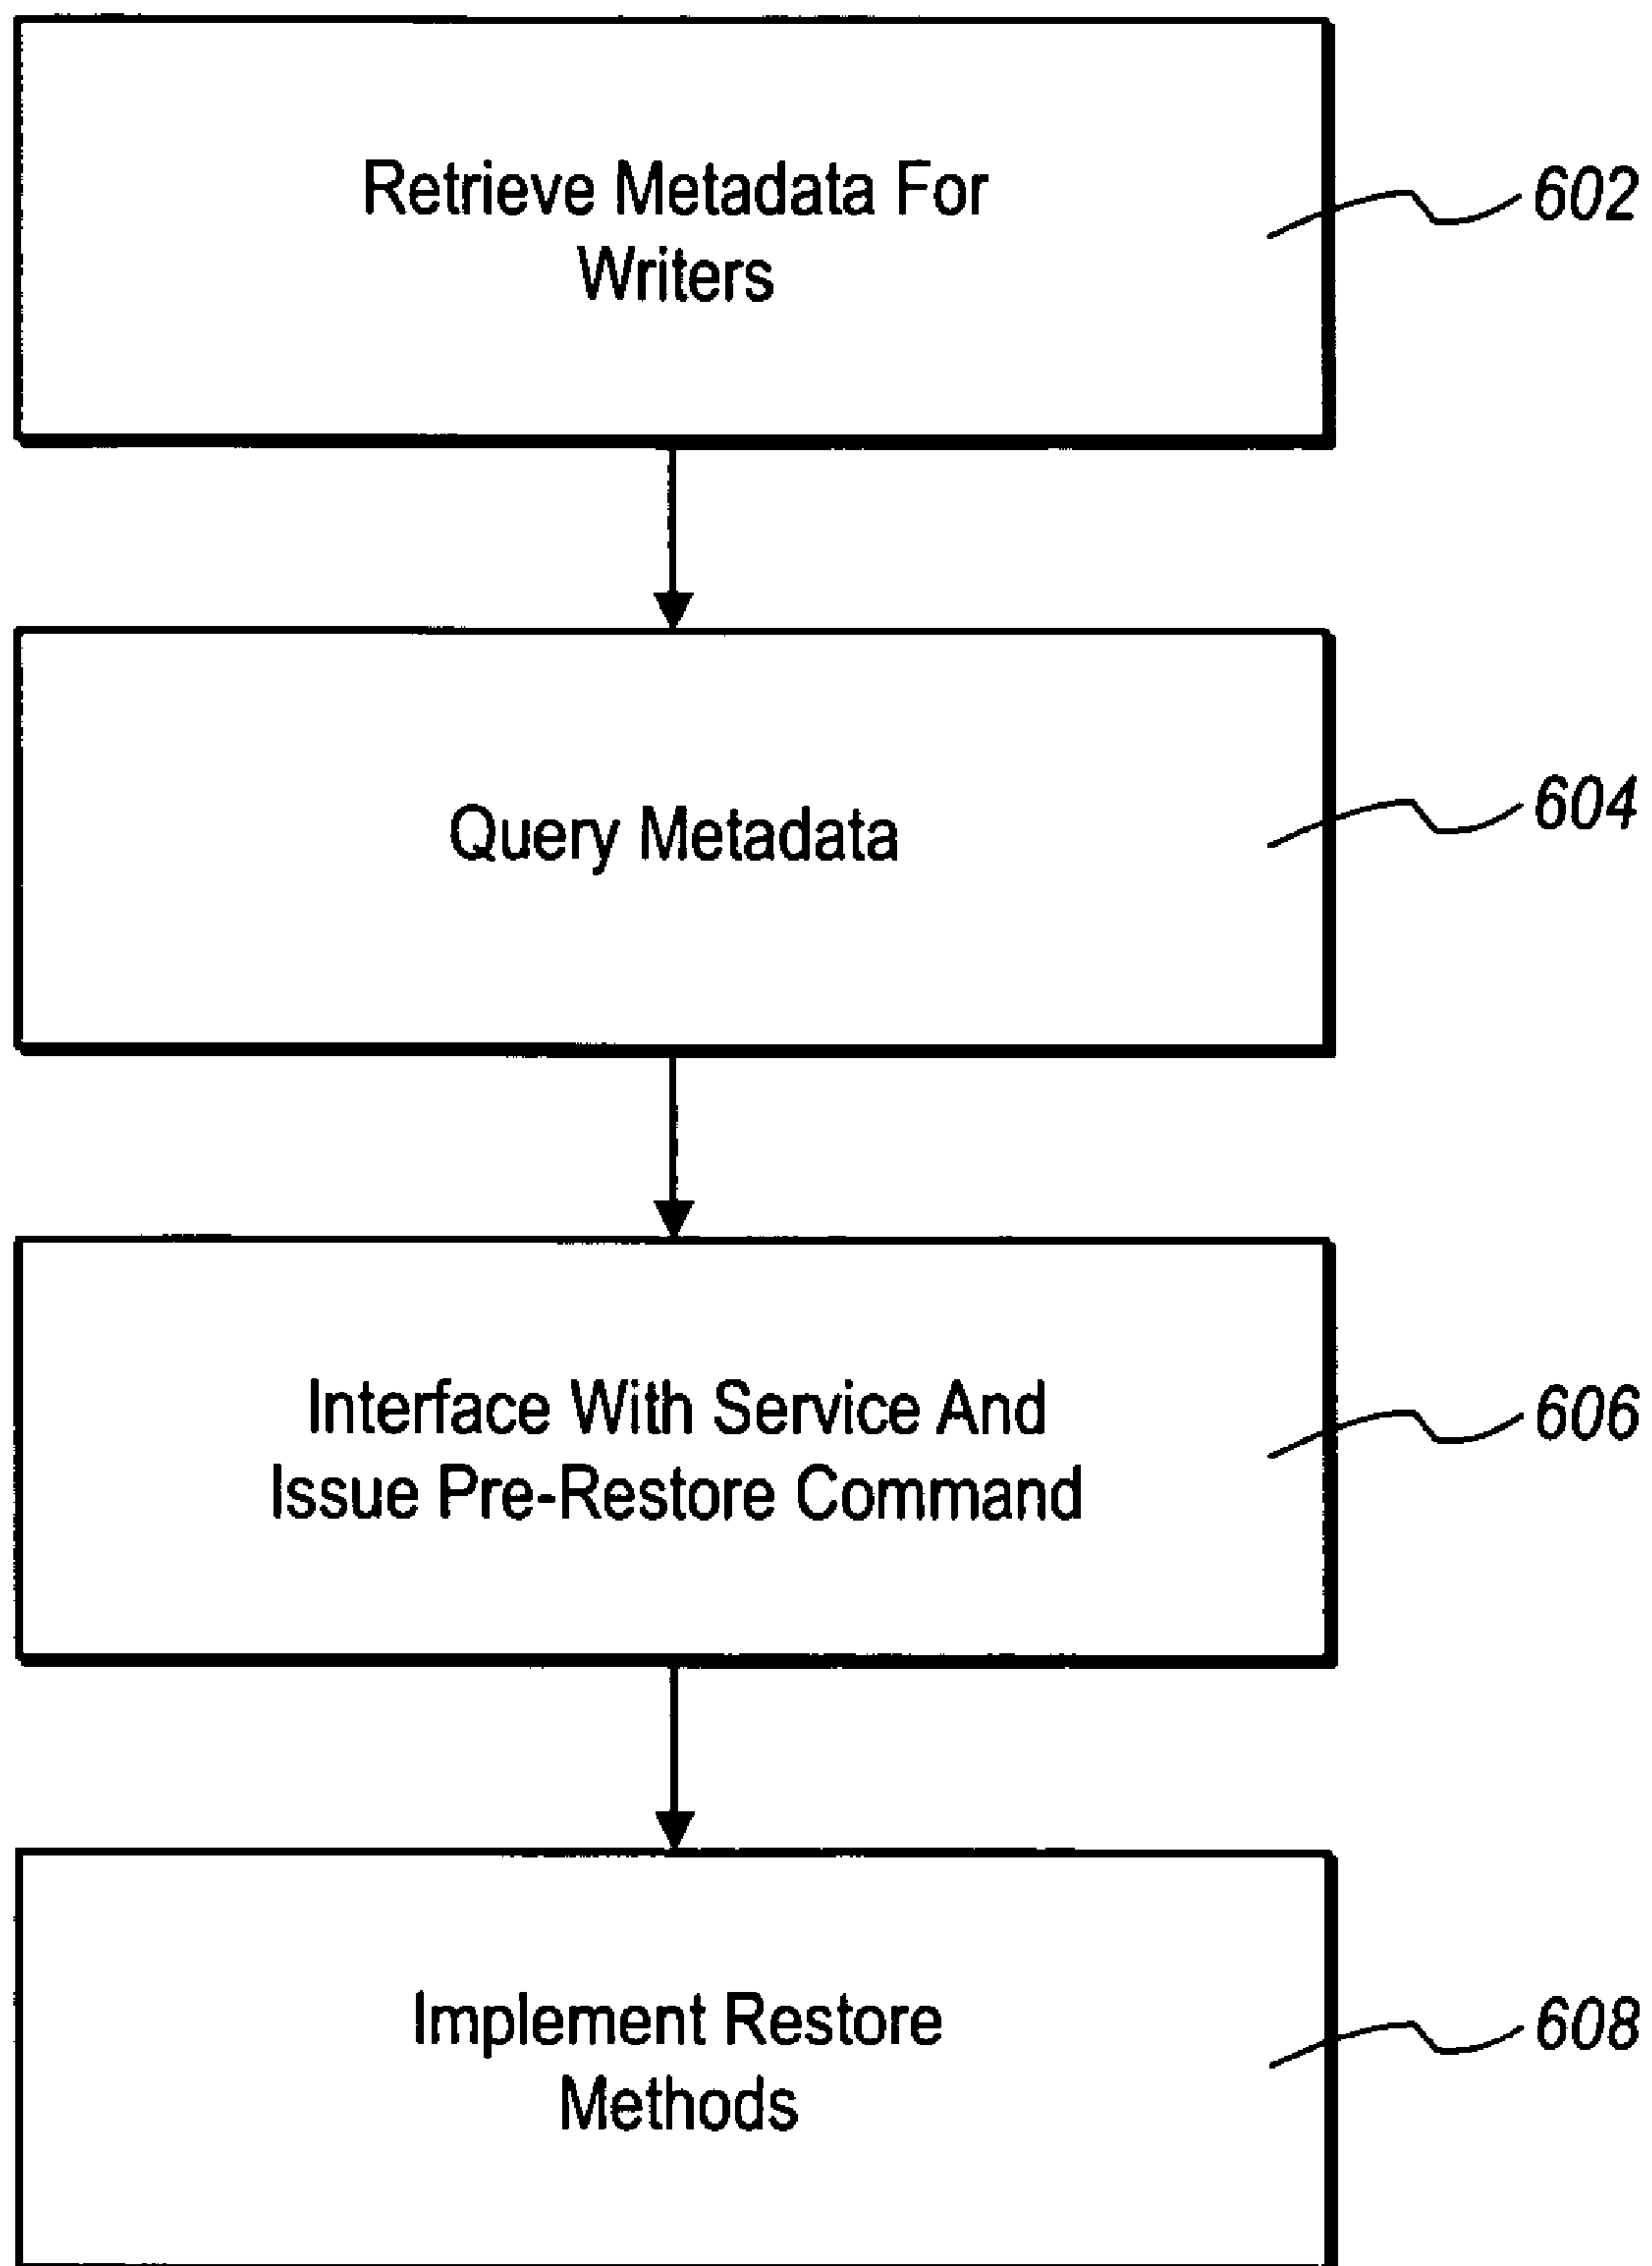 Retrieve Metadata For
Writers
602
Query Metadata
604
Interface With Service And
Issue Pre-Restore Command
606
Implement Restore
Methods
608